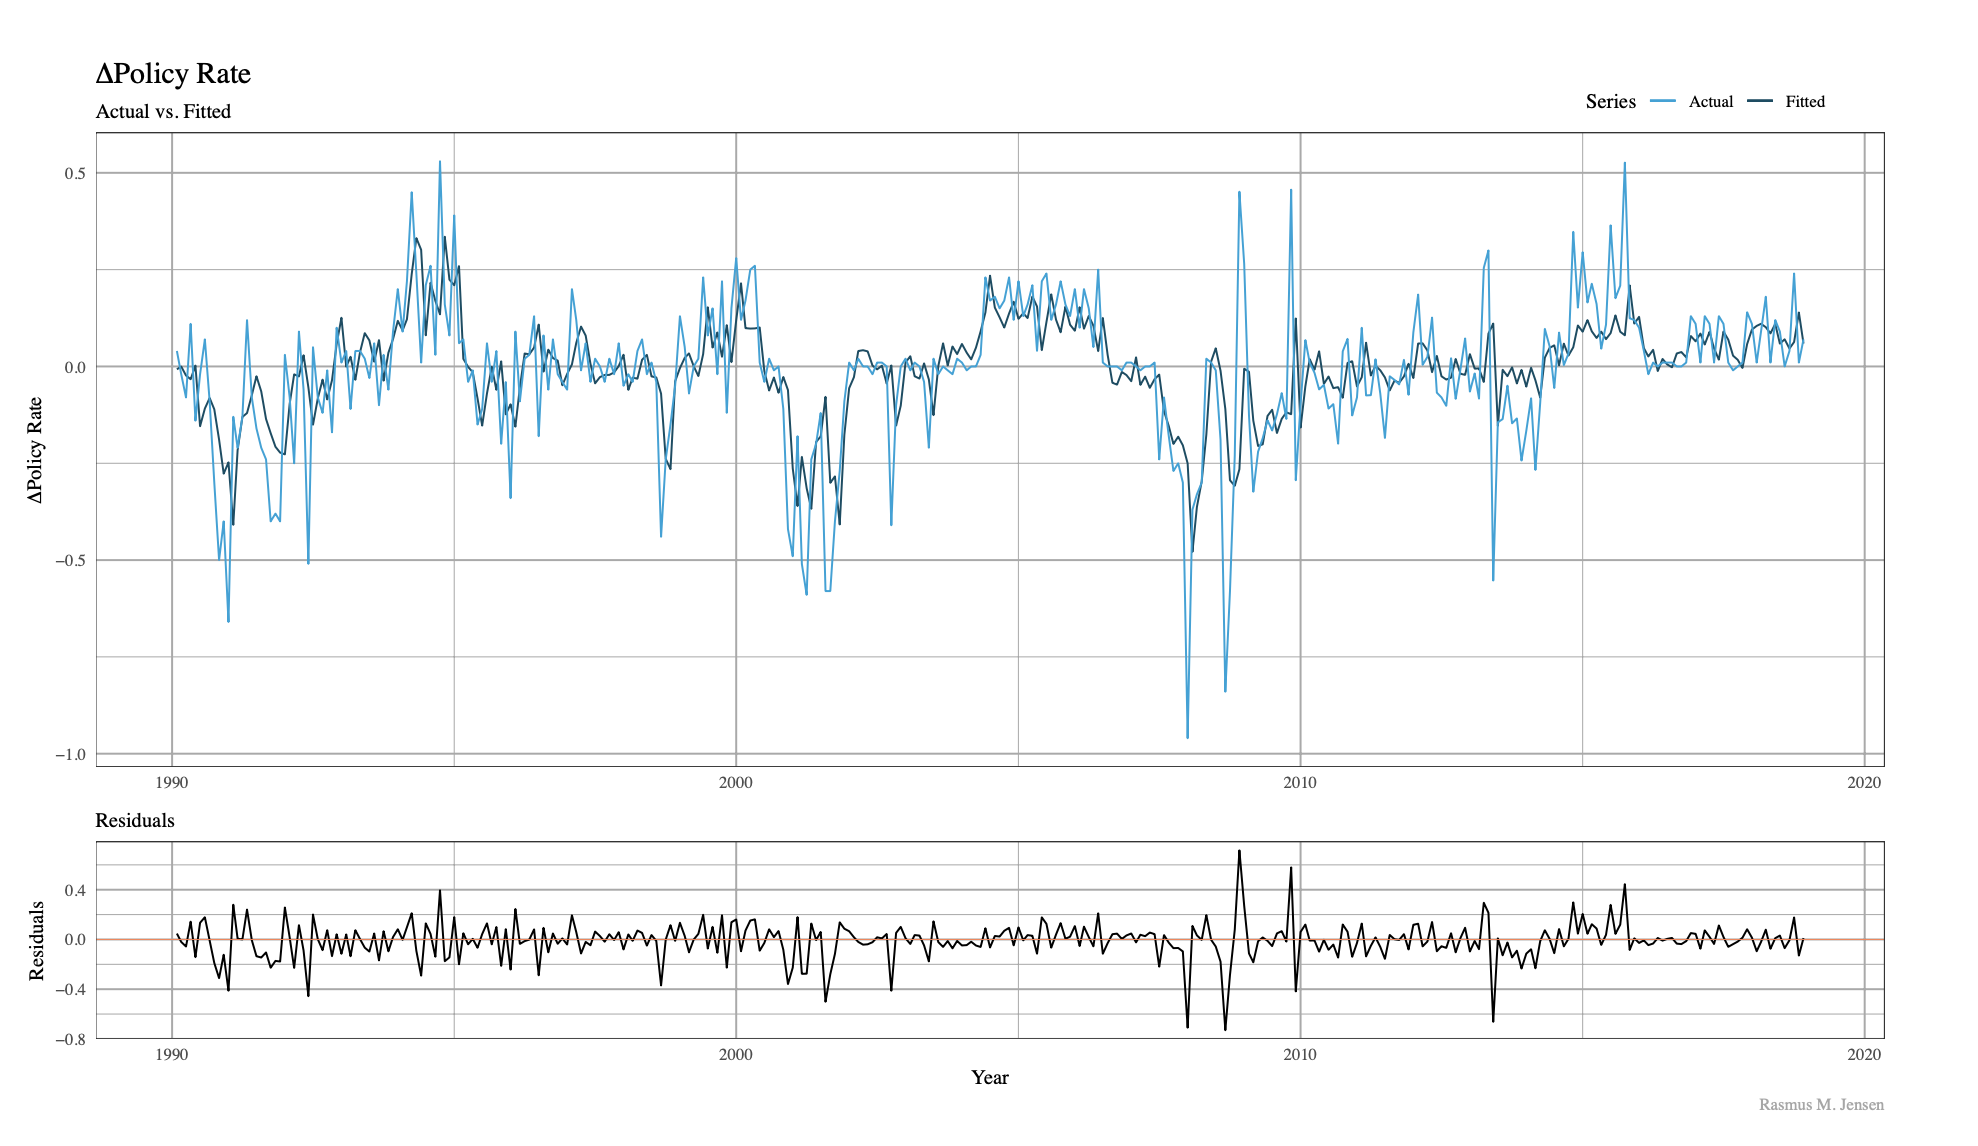 ΔPolicy Rate
Actual vs. Fitted
Series Actual Fitted
ΔPolicy Rate
0.5
0.0
−0.5
−1.0
1990 2000 2010 2020
Residuals
Residuals
0.4
0.0
−0.4
−0.8
1990 2000 2010 2020
Year
Rasmus M. Jensen